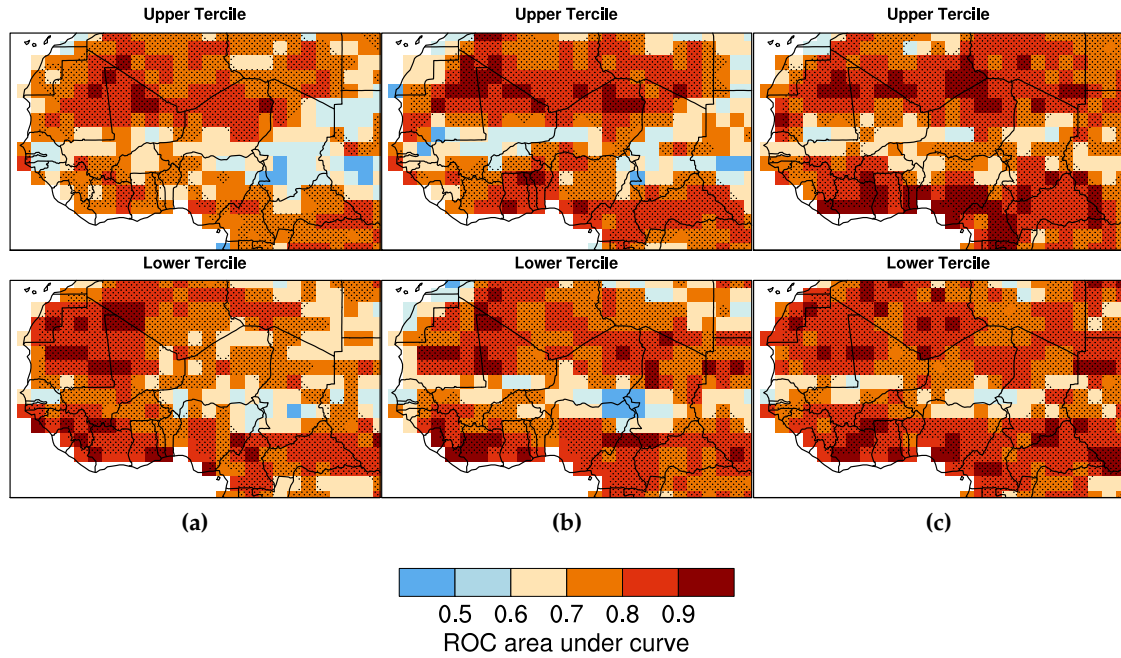 Upper Tercile Upper Tercile Upper Tercile
Lower Tercile Lower Tercile Lower Tercile
(a) (b) (c)
0.5 0.6 0.7 0.8 0.9
ROC area under curve